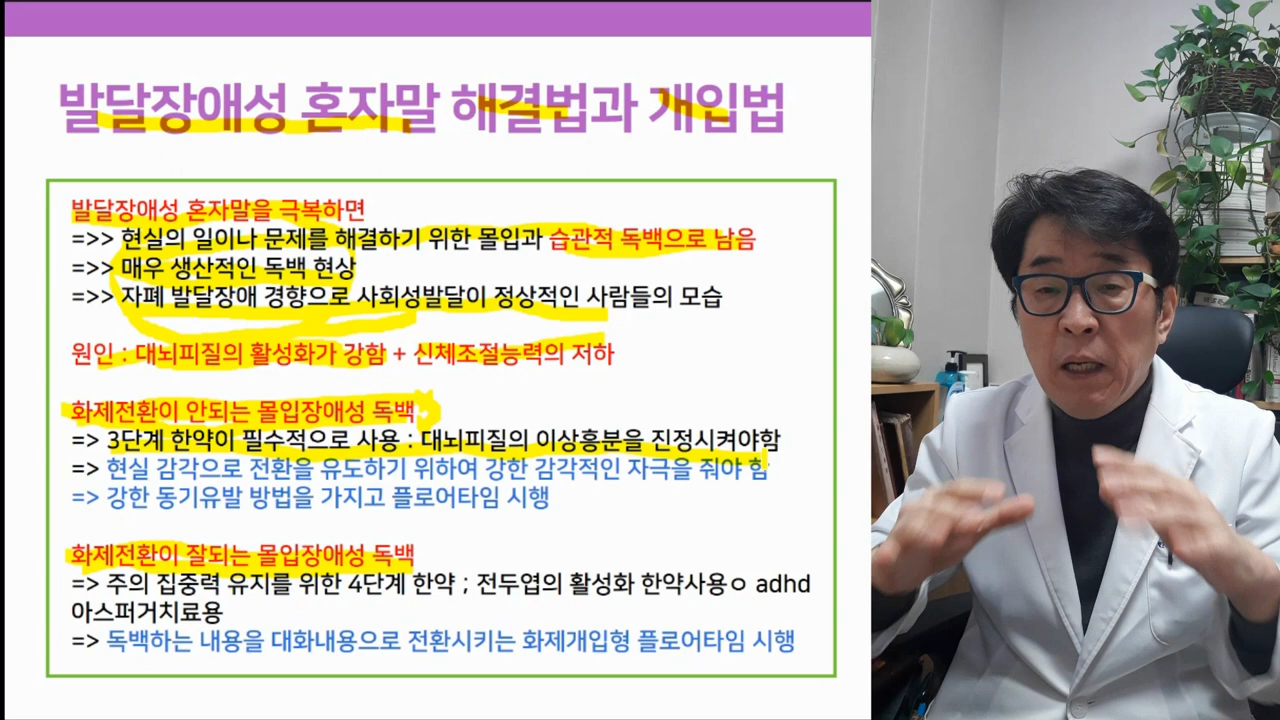 발달장애성 혼자말 해결법과 개입법
발달장애성 혼자말을 극복하면
=>> 현실의 일이나 문제를 해결하기 위한 몰입과 습관적 독백으로 남음
=>> 매우 생산적인 독백 현상
=>> 자폐 발달장애 경향으로 사회성발달이 정상적인 사람들의 모습
원인 : 대뇌피질의 활성화가 강함 + 신체조절능력의 저하
화제전환이 안되는 몰입장애성 독백
=> 3단계 한약이 필수적으로 사용 : 대뇌피질의 이상흥분을 진정시켜야함
=> 현실 감각으로 전환을 유도하기 위하여 강한 감각적인 자극을 줘야 함
=> 강한 동기유발 방법을 가지고 플로어타임 시행
화제전환이 잘되는 몰입장애성 독백
=> 주의 집중력 유지를 위한 4단계 한약 ; 전두엽의 활성화 한약사용ㅇ adhd
아스퍼거치료용
=> 독백하는 내용을 대화내용으로 전환시키는 화제개입형 플로어타임 시행